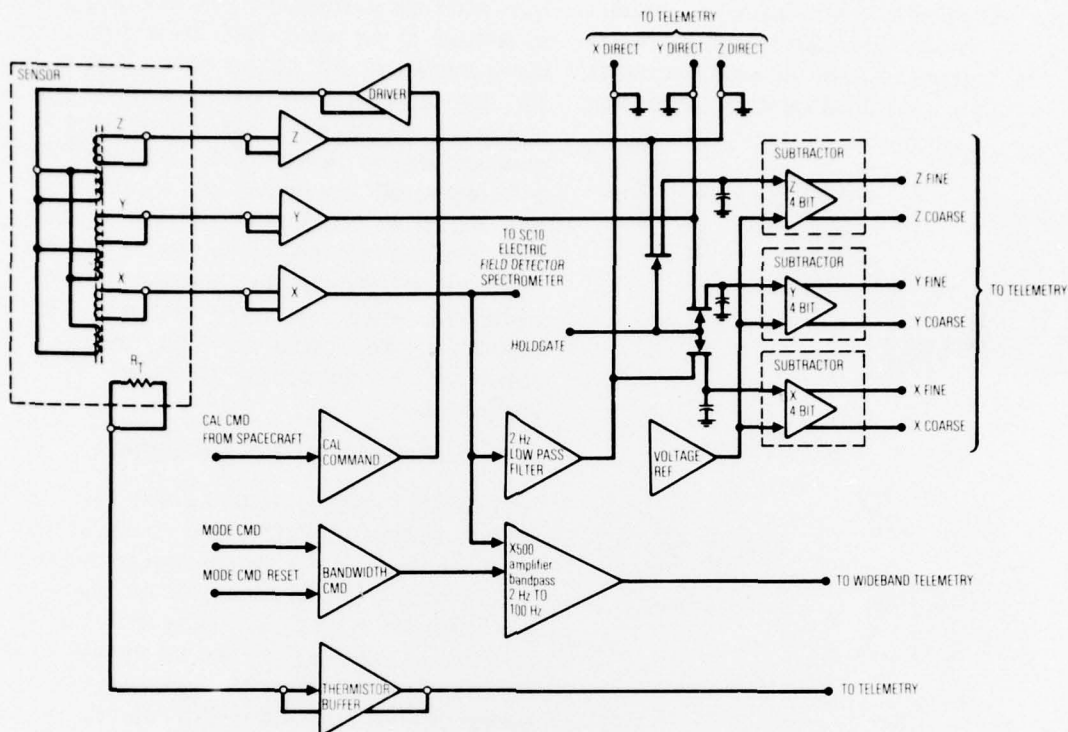 TO TELEMETRY
X DIRECT Y DIRECT Z DIRECT
SENSOR
DRIVER
Z
Z
Y
Y
X
X
TO SC10
ELECTRIC
FIELD DETECTOR
SPECTROMETER
HOLDGATE
SUBTRACTOR
Z
4 BIT
Z FINE
Z COARSE
SUBTRACTOR
Y
4 BIT
Y FINE
Y COARSE
TO TELEMETRY
SUBTRACTOR
X
4 BIT
X FINE
X COARSE
RT
CAL CMD
FROM SPACECRAFT
CAL
COMMAND
2 Hz
LOW PASS
FILTER
VOLTAGE
REF
MODE CMD
MODE CMD RESET
BANDWIDTH
CMD
X500
amplifier
bandpass
2 Hz TO
100 Hz
TO WIDEBAND TELEMETRY
THERMISTOR
BUFFER
TO TELEMETRY